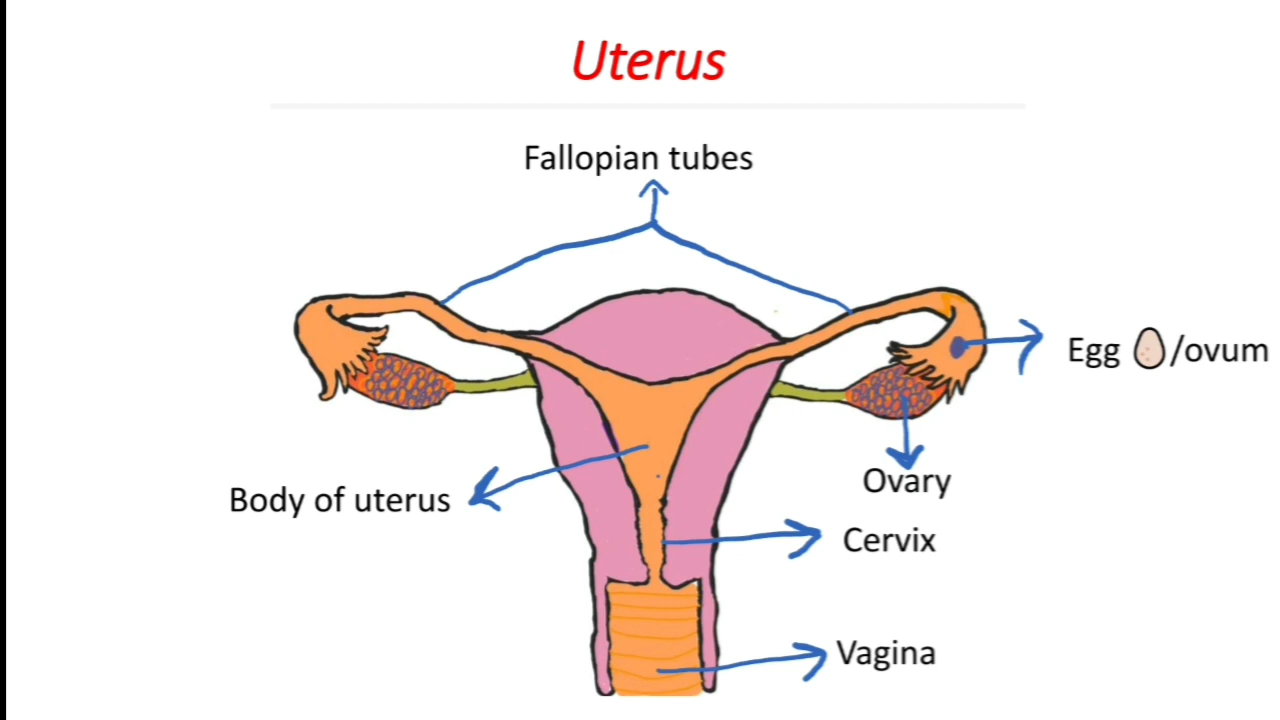 Uterus
Fallopian tubes
Egg 🥚/ovum
Body of uterus
Ovary
Cervix
Vagina